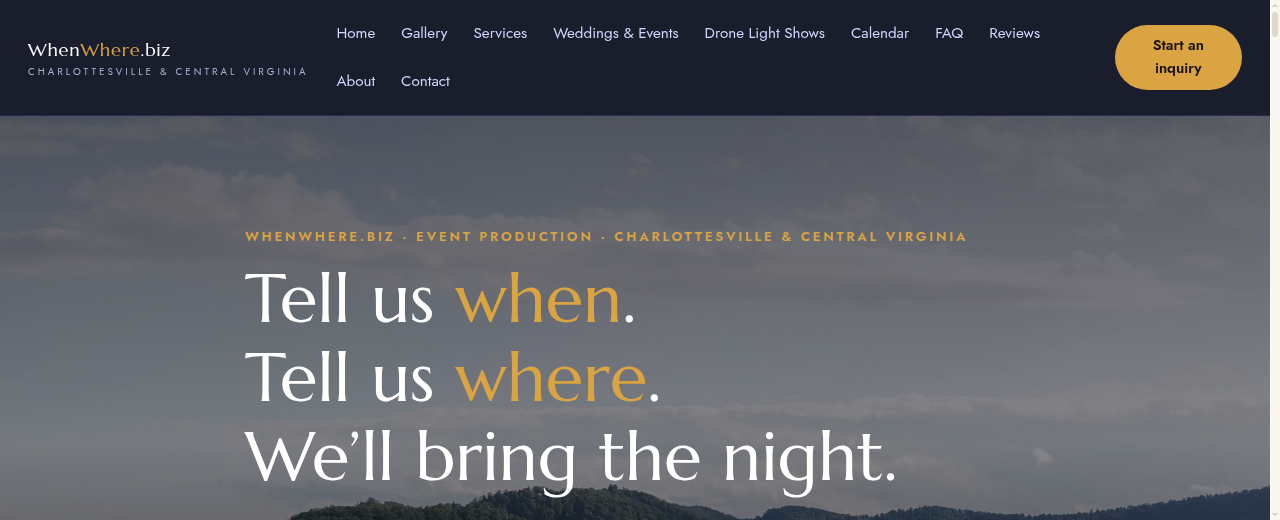 WhenWhere.biz
CHARLOTTESVILLE & CENTRAL VIRGINIA
Home Gallery Services Weddings & Events Drone Light Shows Calendar FAQ Reviews
About Contact
Start an
inquiry
WHENWHERE.BIZ · EVENT PRODUCTION · CHARLOTTESVILLE & CENTRAL VIRGINIA
Tell us when.
Tell us where.
We’ll bring the night.